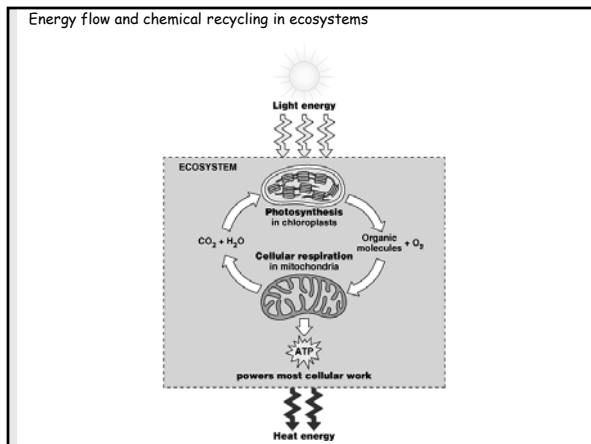 Energy flow and chemical recycling in ecosystems
Light energy
ECOSYSTEM
Photosynthesis
in chloroplasts
CO₂ + H₂O
Organic
molecules + O₂
Cellular respiration
in mitochondria
ATP
powers most cellular work
Heat energy